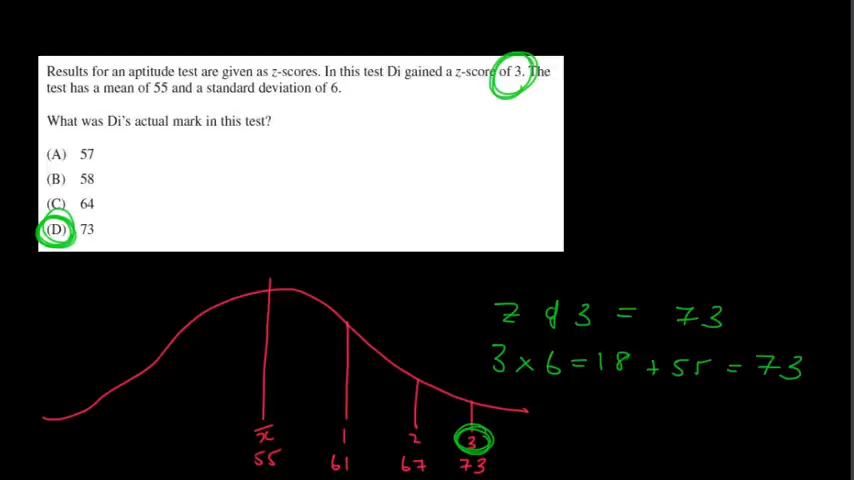 Results for an aptitude test are given as z-scores. In this test Di gained a z-score of 3. The
test has a mean of 55 and a standard deviation of 6.
What was Di's actual mark in this test?
(A) 57
(B) 58
(C) 64
(D) 73
z of 3 = 73
3 × 6 = 18 + 55 = 73
x̅ 1 2 3
55 61 67 73